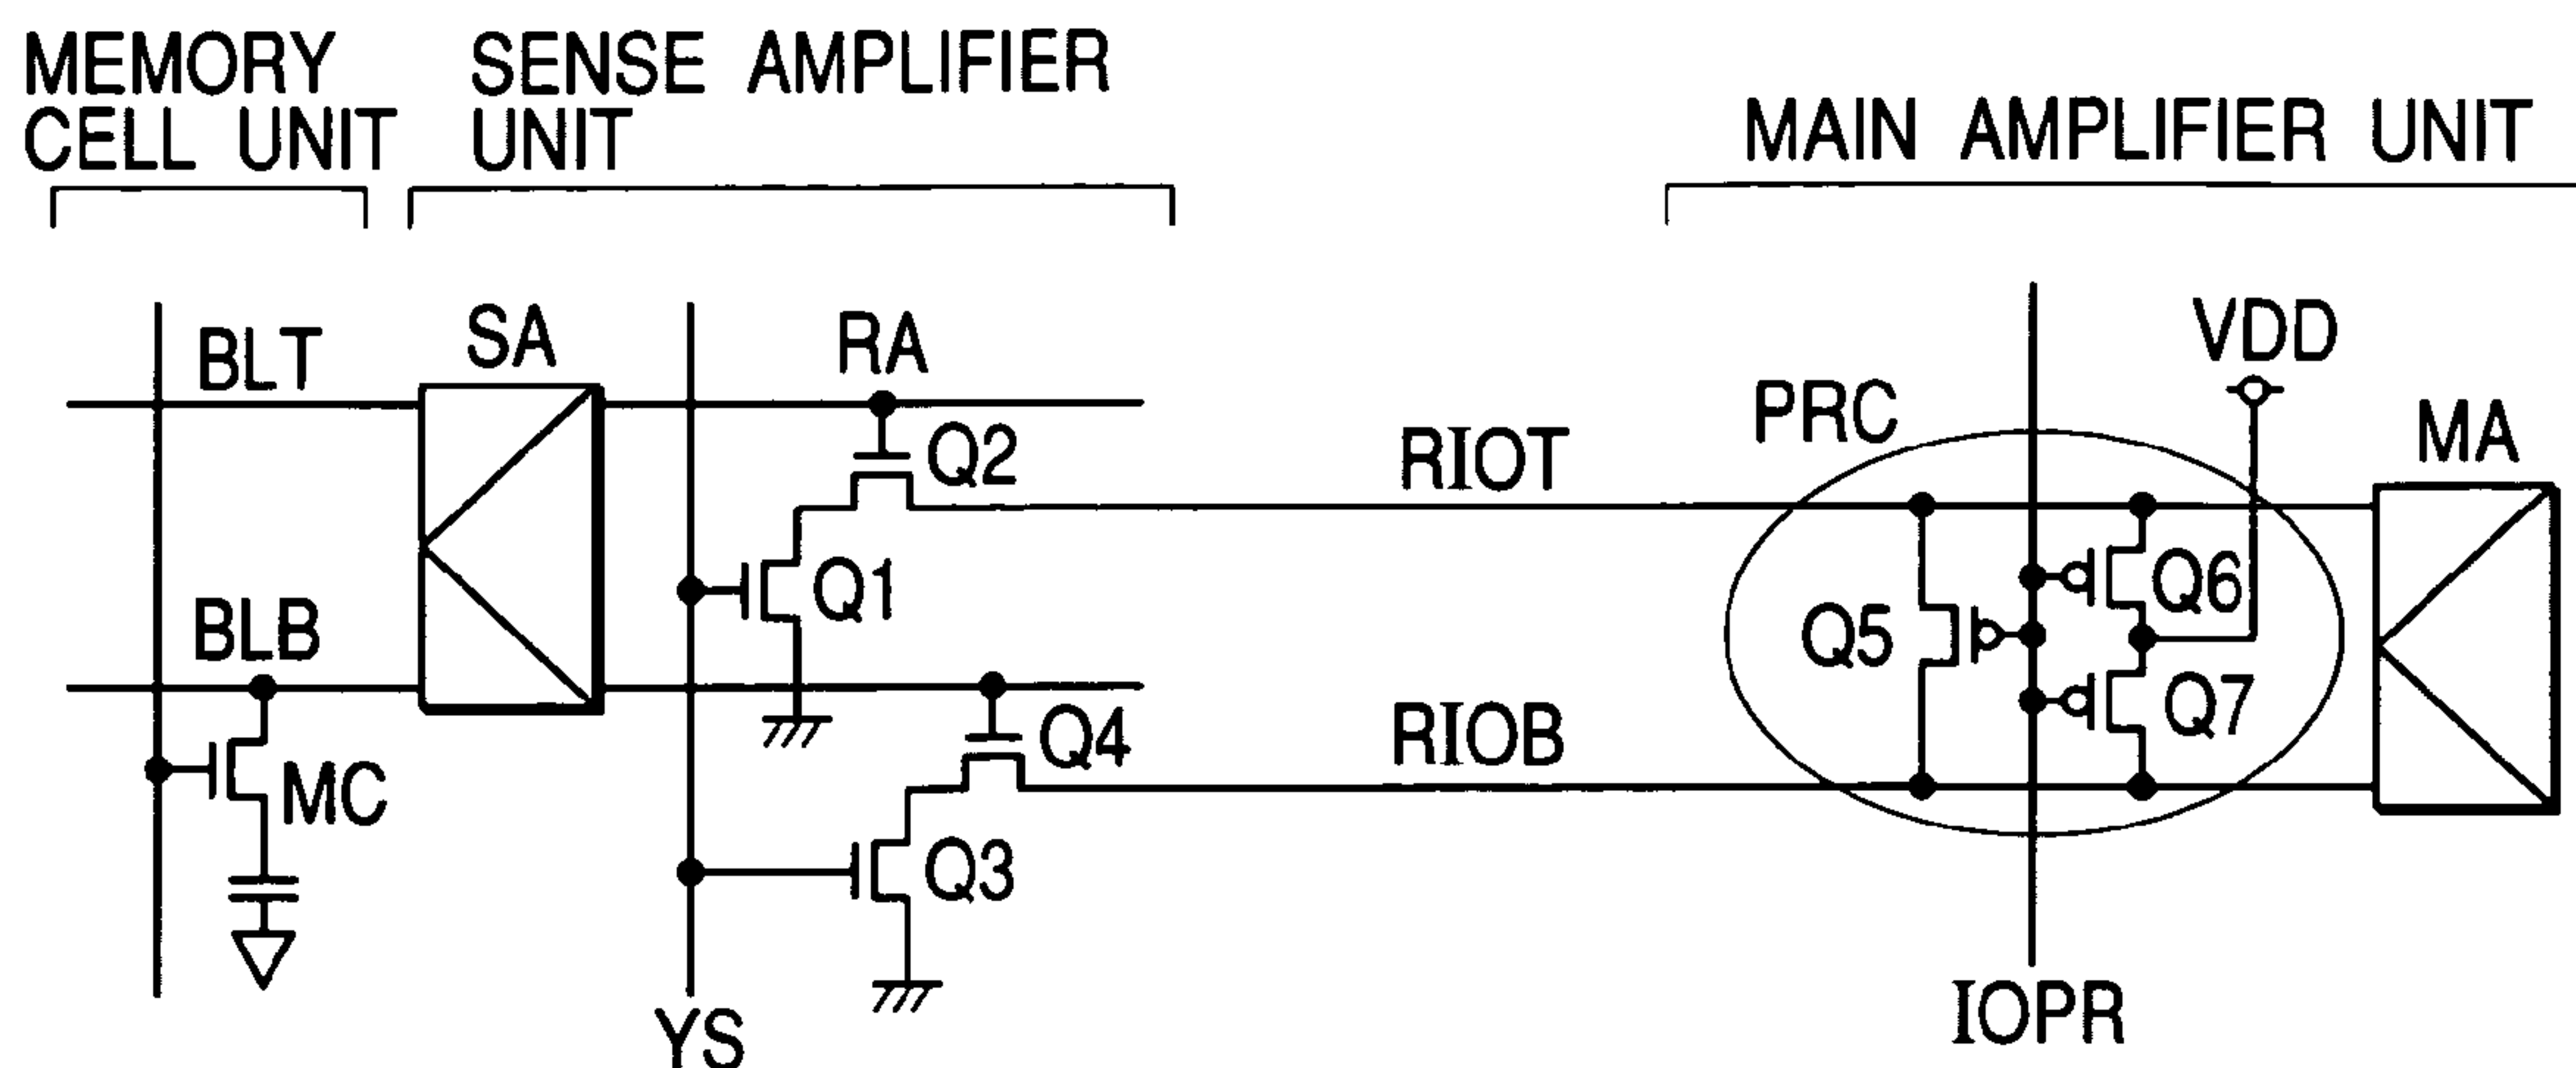 MEMORY
CELL UNIT
SENSE AMPLIFIER
UNIT
MAIN AMPLIFIER UNIT
BLT
SA
RA
VDD
PRC
MA
Q2
RIOT
Q1
Q6
BLB
Q5
Q4
RIOB
Q7
MC
Q3
YS
IOPR